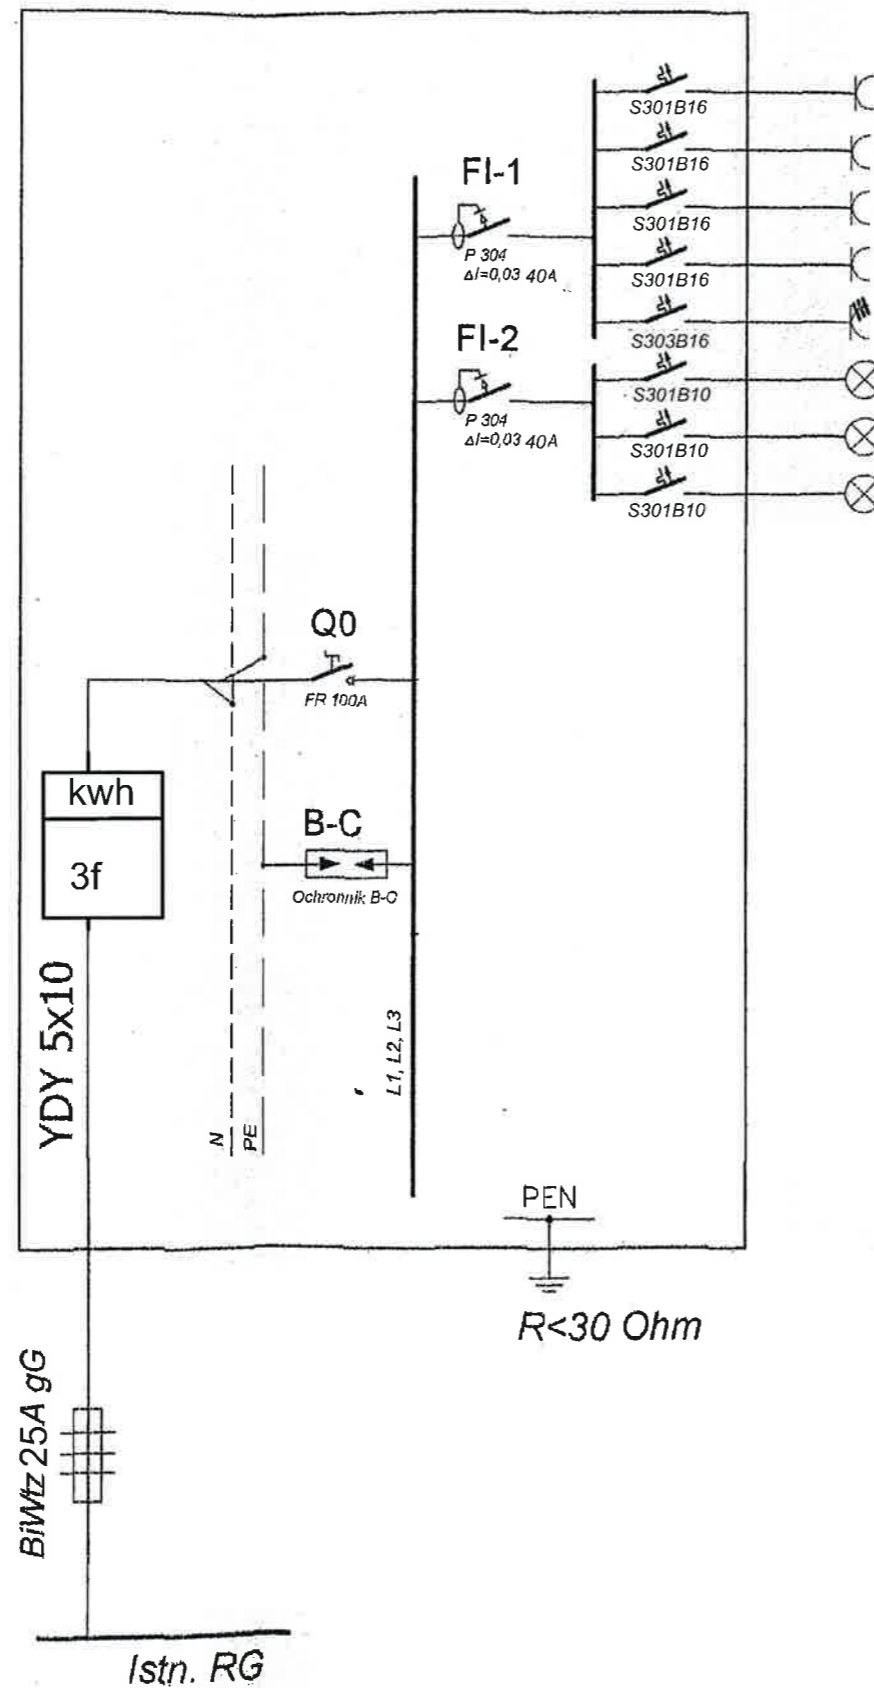 S301B16
S301B16
FI-1
S301B16
P 304
ΔI=0,03 40A
S301B16
FI-2
S303B16
S301B10
P 304
ΔI=0,03 40A
S301B10
S301B10
Q0
FR 100A
kwh
3f
B-C
Ochronnik B-C
YDY 5x10
L1, L2, L3
N
PE
PEN
R<30 Ohm
BiWtz 25A gG
Istn. RG